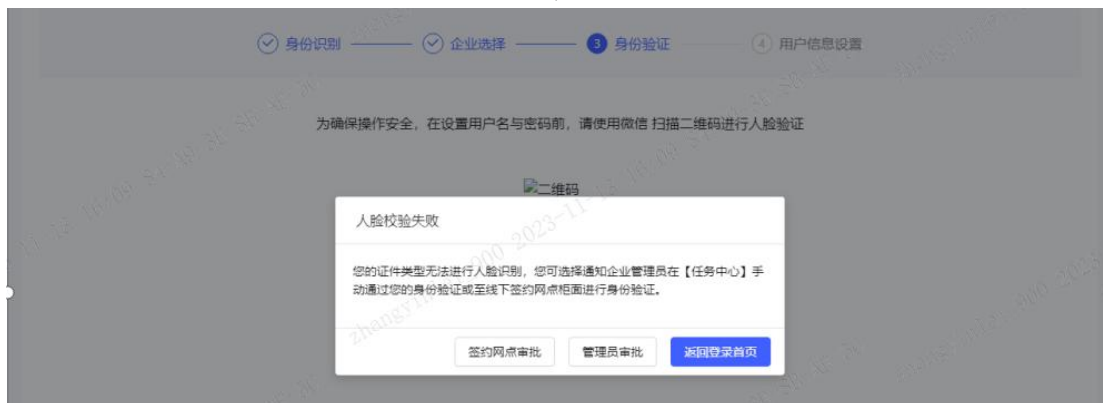 身份识别 企业选择 3 身份验证 4 用户信息设置
为确保操作安全，在设置用户名与密码前，请使用微信 扫描二维码进行人脸验证
二维码
人脸校验失败
您的证件类型无法进行人脸识别，您可选择通知企业管理员在【任务中心】手
动通过您的身份验证或至线下签约网点柜面进行身份验证。
签约网点审批 管理员审批 返回登录首页